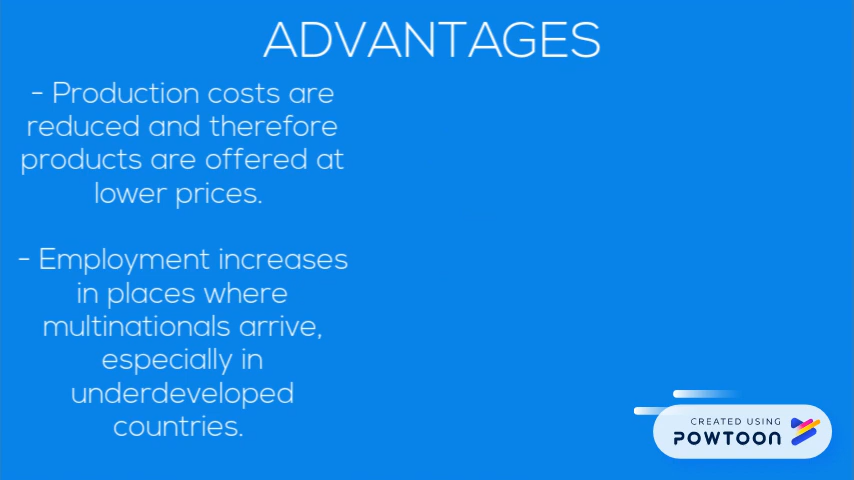 ADVANTAGES
- Production costs are
reduced and therefore
products are offered at
lower prices.
- Employment increases
in places where
multinationals arrive,
especially in
underdeveloped
countries.
CREATED USING
POWTOON